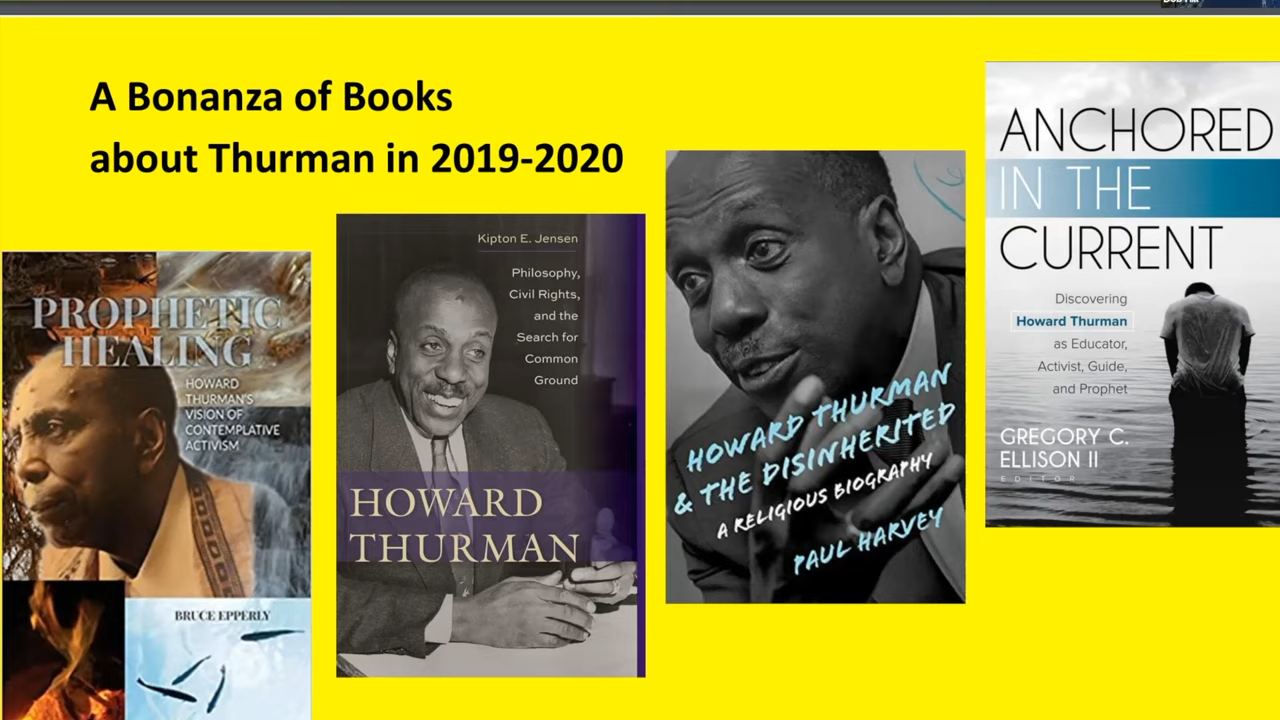 A Bonanza of Books
about Thurman in 2019-2020
PROPHETIC
HEALING
HOWARD
THURMAN'S
VISION OF
CONTEMPLATIVE
ACTIVISM
BRUCE EPPERLY
Kipton E. Jensen
Philosophy,
Civil Rights,
and the
Search for
Common
Ground
HOWARD
THURMAN
HOWARD THURMAN
& THE DISINHERITED
A RELIGIOUS BIOGRAPHY
PAUL HARVEY
ANCHORED
IN THE
CURRENT
Discovering
Howard Thurman
as Educator,
Activist, Guide,
and Prophet
GREGORY C.
ELLISON II
EDITOR